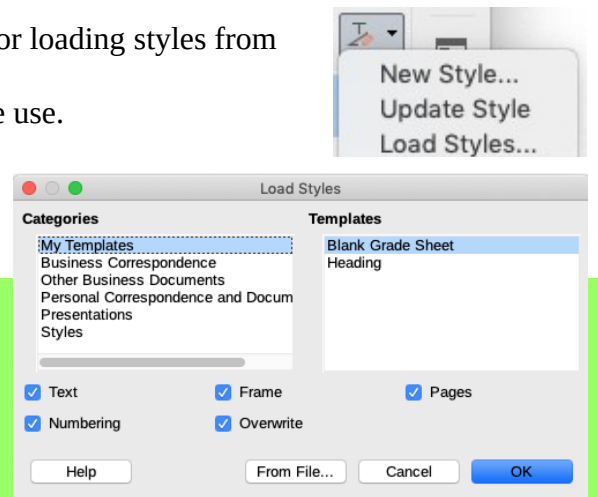 or loading styles from
e use.
New Style...
Update Style
Load Styles...
Load Styles
Categories
Templates
My Templates
Business Correspondence
Other Business Documents
Personal Correspondence and Docum
Presentations
Styles
Blank Grade Sheet
Heading
Text
Frame
Pages
Numbering
Overwrite
Help
From File...
Cancel
OK